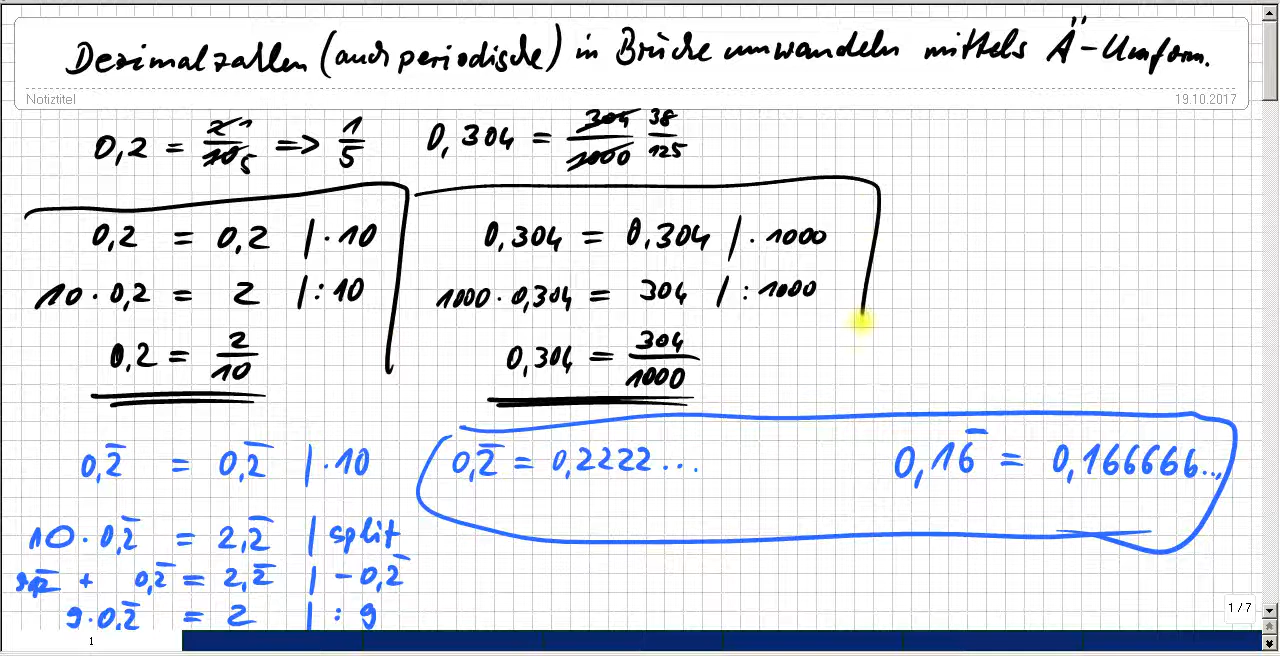 Dezimalzahlen (auch periodische) in Brüche umwandeln mittels Ä-Umform.
Notiztitel 19.10.2017
0,2 = 2/10 1 5 => 1/5 0,304 = 304/1000 38/125
0,2 = 0,2 | · 10
10 · 0,2 = 2 | : 10
0,2 = 2/10
0,304 = 0,304 | · 1000
1000 · 0,304 = 304 | : 1000
0,304 = 304/1000
0,2̅ = 0,2̅ | · 10
0,2̅ = 0,2222... 0,16̅ = 0,166666...
10 · 0,2̅ = 2,2̅ | split
+ 0,2̅ = 2,2̅ | - 0,2̅
9 · 0,2̅ = 2 | : 9
1 / 7
1